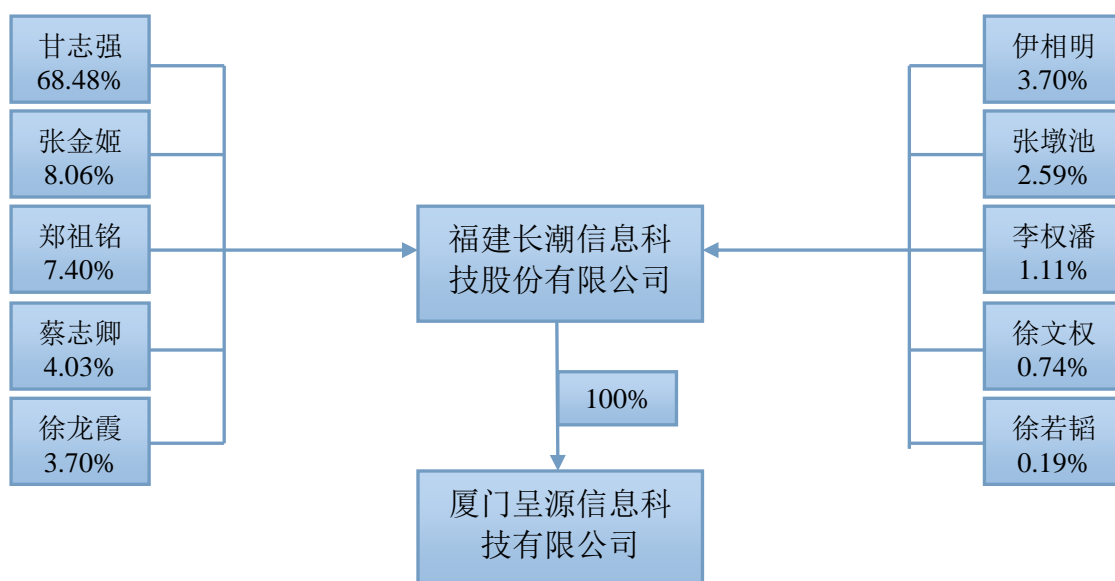 甘志强
68.48%
张金姬
8.06%
郑祖铭
7.40%
蔡志卿
4.03%
徐龙霞
3.70%
福建长潮信息科
技股份有限公司
100%
厦门呈源信息科
技有限公司
伊相明
3.70%
张墩池
2.59%
李权潘
1.11%
徐文权
0.74%
徐若韬
0.19%